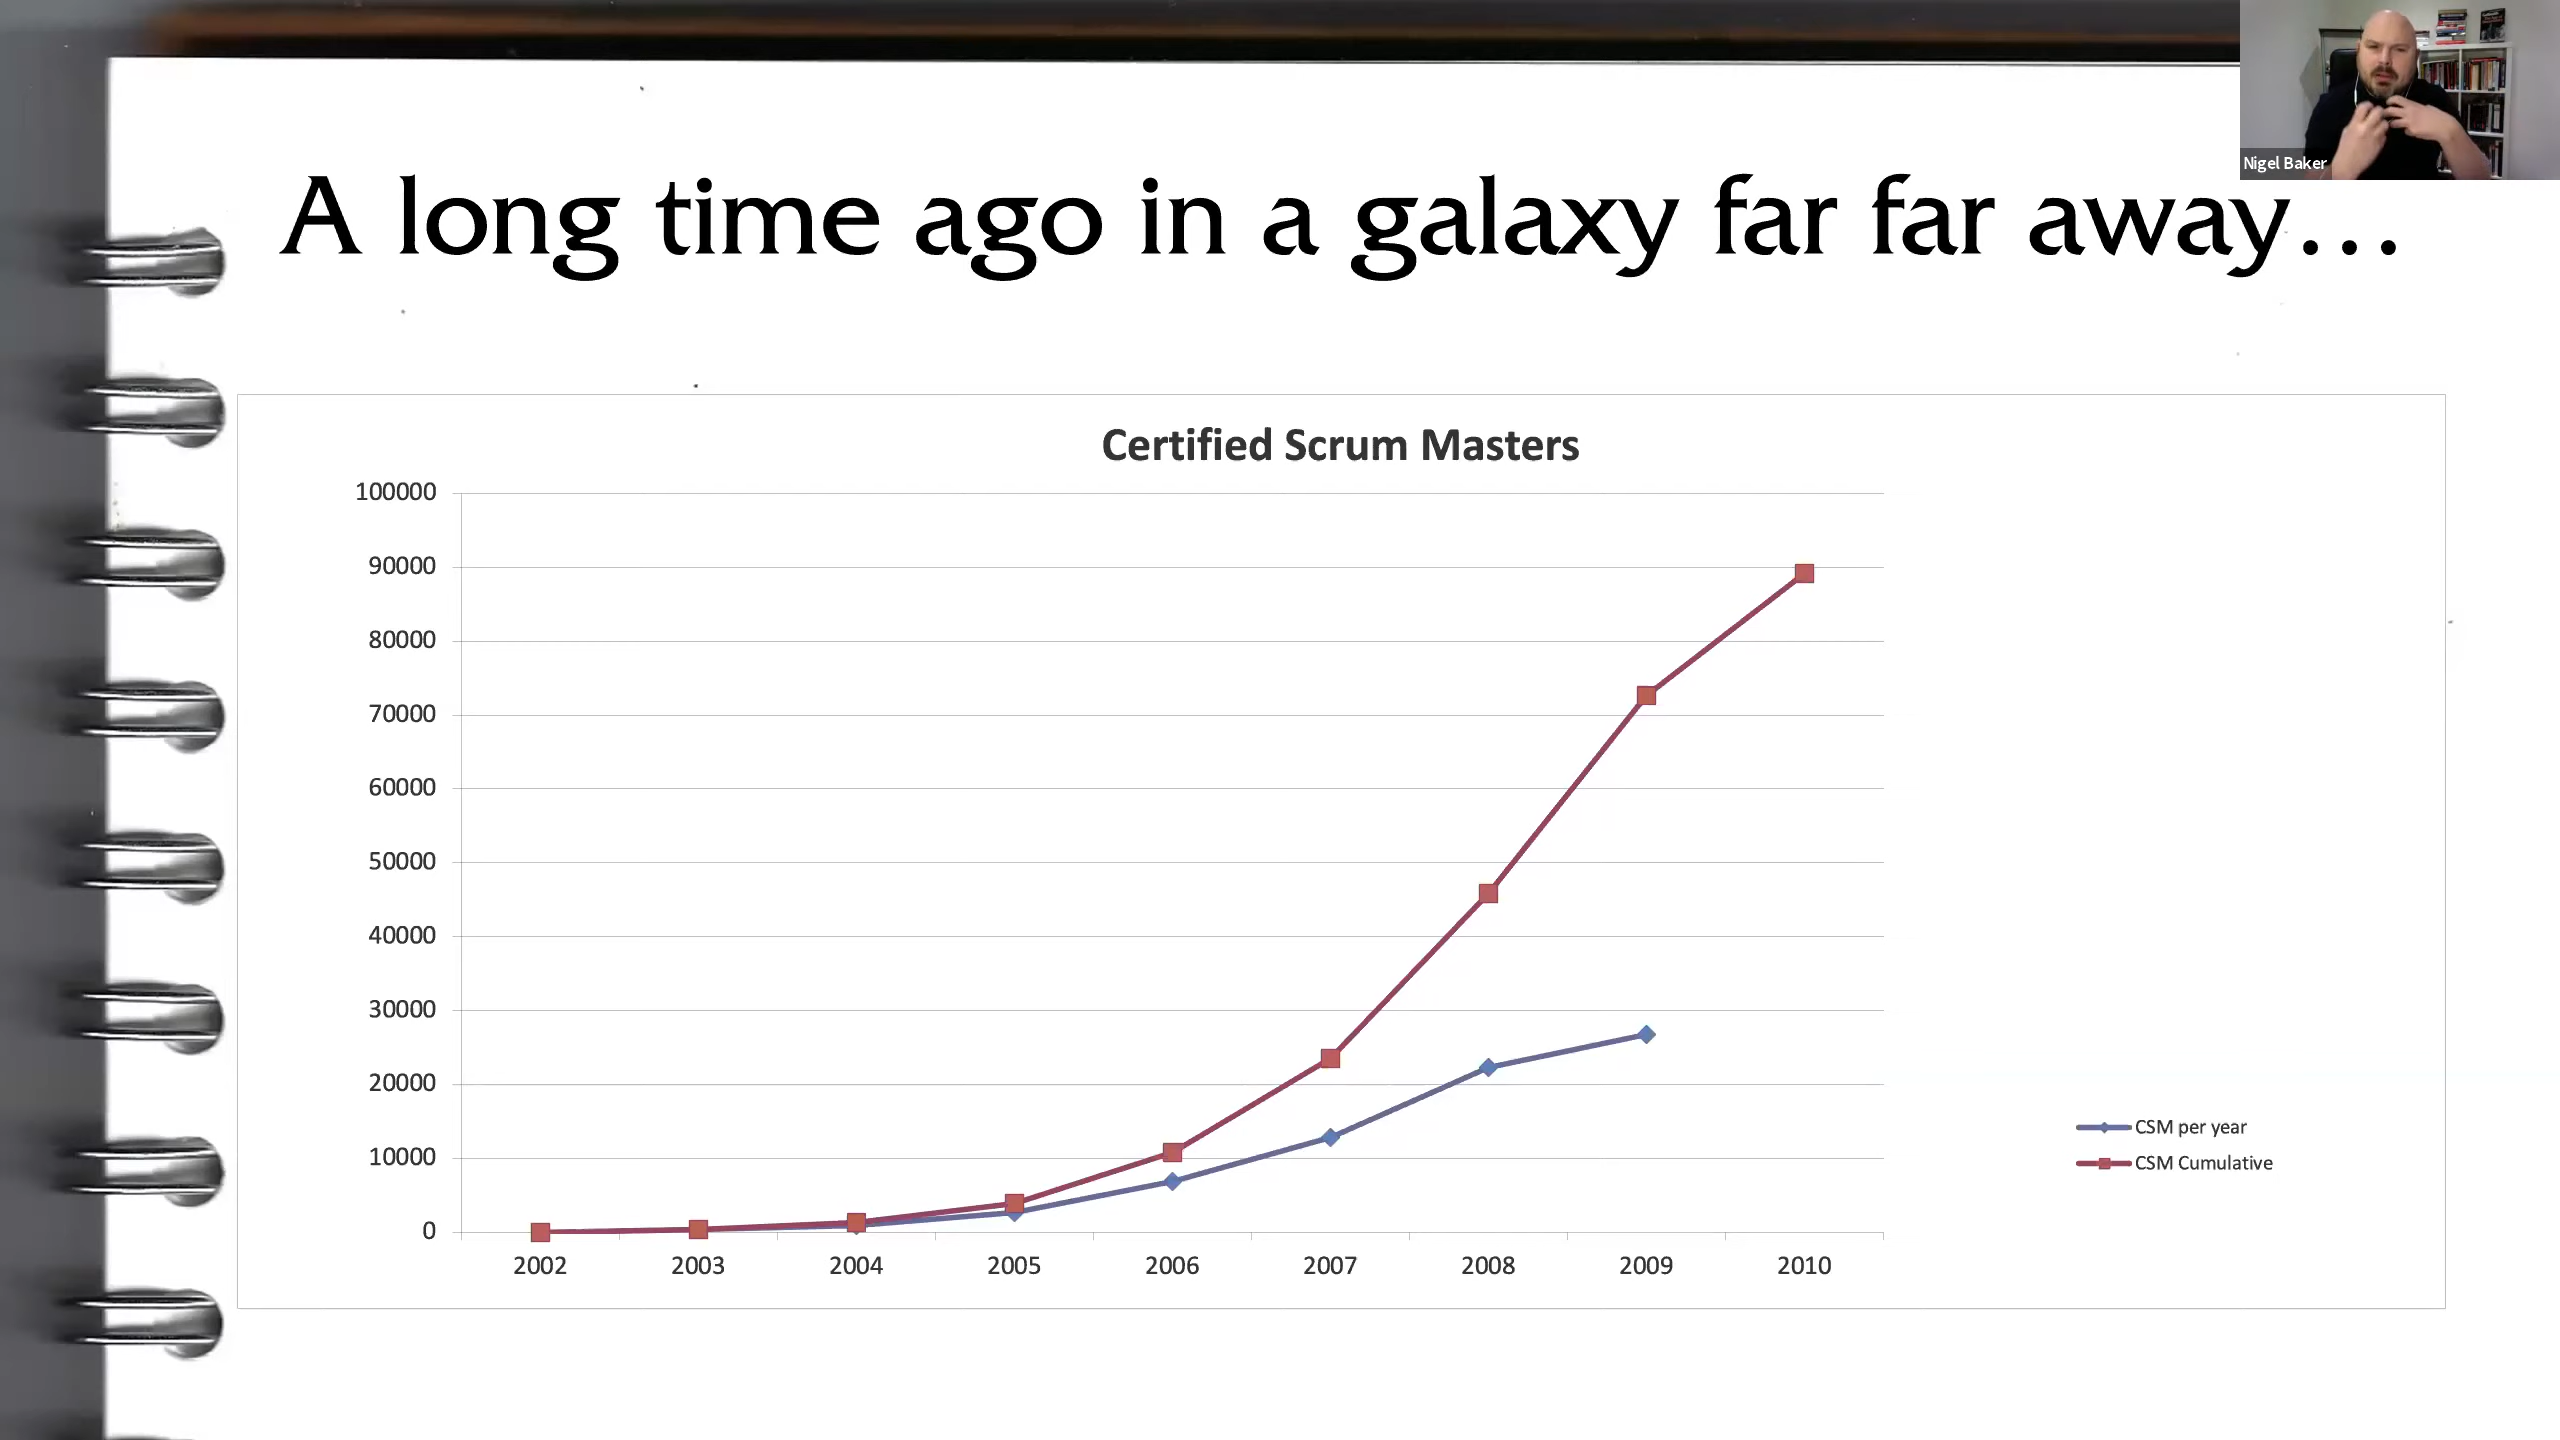 Nigel Baker
A long time ago in a galaxy far far away...
Certified Scrum Masters
100000
90000
80000
70000
60000
50000
40000
30000
20000
10000
0
2002 2003 2004 2005 2006 2007 2008 2009 2010
CSM per year
CSM Cumulative